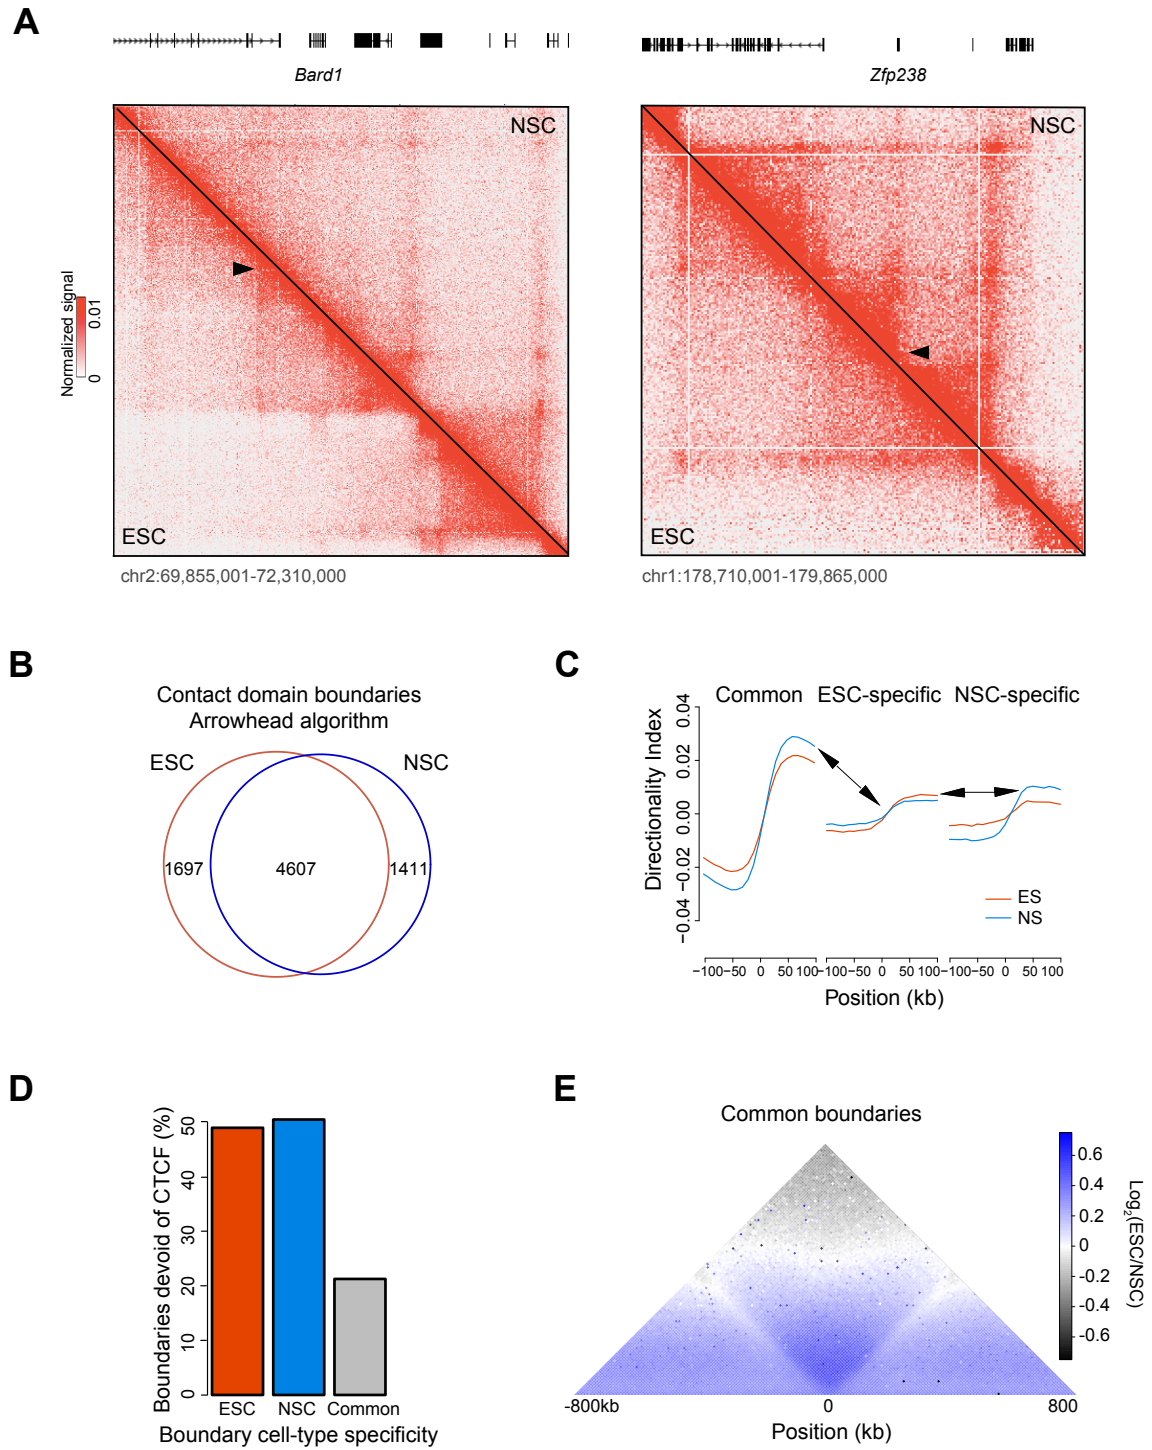 A
Bard1
Zfp238
NSC
NSC
Normalized signal
0.01
0
ESC
ESC
chr2:69,855,001-72,310,000
chr1:178,710,001-179,865,000
B
Contact domain boundaries
Arrowhead algorithm
ESC
NSC
1697
4607
1411
C
Common
ESC-specific
NSC-specific
Directionality Index
0.04
0.02
0.00
−0.02
−0.04
ES
NS
−100 −50 0 50 100
−100 −50 0 50 100
−100 −50 0 50 100
Position (kb)
D
Boundaries devoid of CTCF (%)
50
40
30
20
10
0
ESC NSC Common
Boundary cell-type specificity
E
Common boundaries
0.6
0.4
0.2
0
-0.2
-0.4
-0.6
Log2(ESC/NSC)
-800kb 0 800
Position (kb)